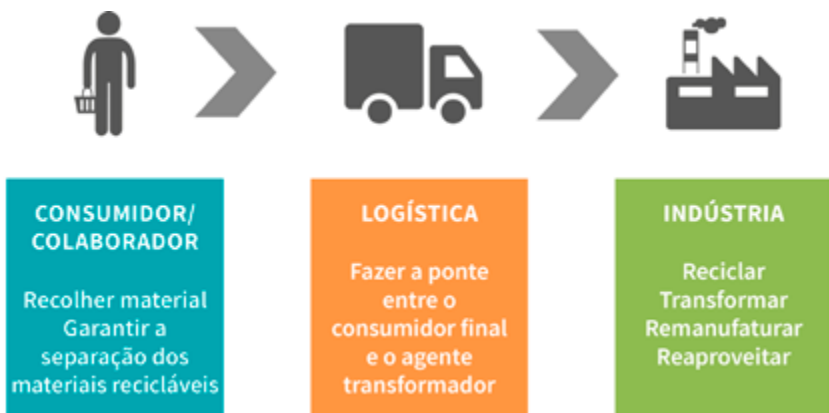 CONSUMIDOR/
COLABORADOR
Recolher material
Garantir a
separação dos
materiais recicláveis
LOGÍSTICA
Fazer a ponte
entre o
consumidor final
e o agente
transformador
INDÚSTRIA
Reciclar
Transformar
Remanufaturar
Reaproveitar